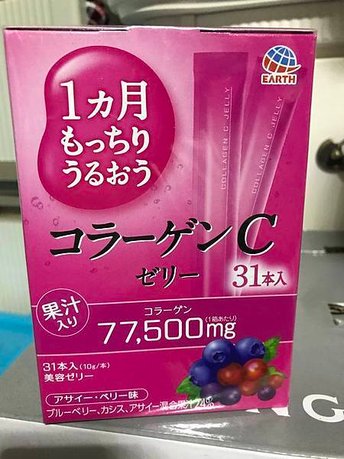 EARTH
1ヵ月
もっちり
うるおう
COLLAGEN C JELLY
COLLAGEN C JELLY
コラーゲンC
ゼリー
31本入
果汁
入り
コラーゲン
(1箱あたり)
77,500mg
31本入(10g/本)
美容ゼリー
アサイー・ベリー味
ブルーベリー、カシス、アサイー混合果汁
NG